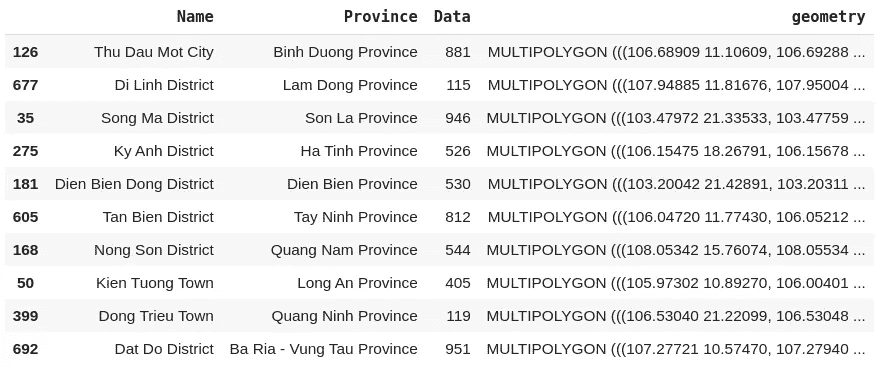 Name Province Data geometry
126 Thu Dau Mot City Binh Duong Province 881 MULTIPOLYGON (((106.68909 11.10609, 106.69288 ...
677 Di Linh District Lam Dong Province 115 MULTIPOLYGON (((107.94885 11.81676, 107.95004 ...
35 Song Ma District Son La Province 946 MULTIPOLYGON (((103.47972 21.33533, 103.47759 ...
275 Ky Anh District Ha Tinh Province 526 MULTIPOLYGON (((106.15475 18.26791, 106.15678 ...
181 Dien Bien Dong District Dien Bien Province 530 MULTIPOLYGON (((103.20042 21.42891, 103.20311 ...
605 Tan Bien District Tay Ninh Province 812 MULTIPOLYGON (((106.04720 11.77430, 106.05212 ...
168 Nong Son District Quang Nam Province 544 MULTIPOLYGON (((108.05342 15.76074, 108.05534 ...
50 Kien Tuong Town Long An Province 405 MULTIPOLYGON (((105.97302 10.89270, 106.00401 ...
399 Dong Trieu Town Quang Ninh Province 119 MULTIPOLYGON (((106.53040 21.22099, 106.53048 ...
692 Dat Do District Ba Ria - Vung Tau Province 951 MULTIPOLYGON (((107.27721 10.57470, 107.27940 ...